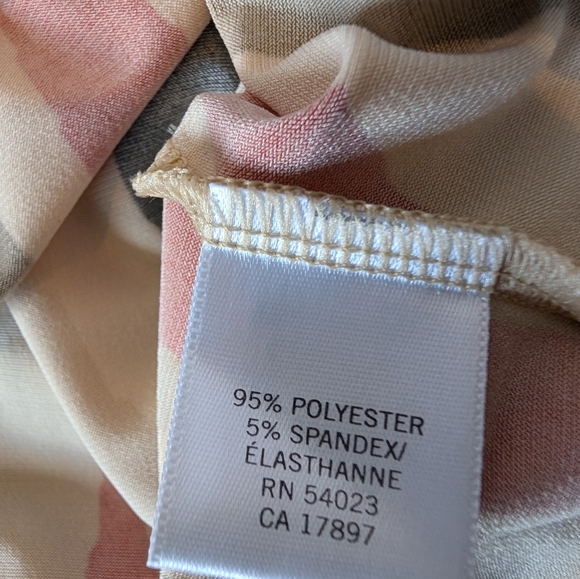 95% POLYESTER
5% SPANDEX/
ÉLASTHANNE
RN 54023
CA 17897